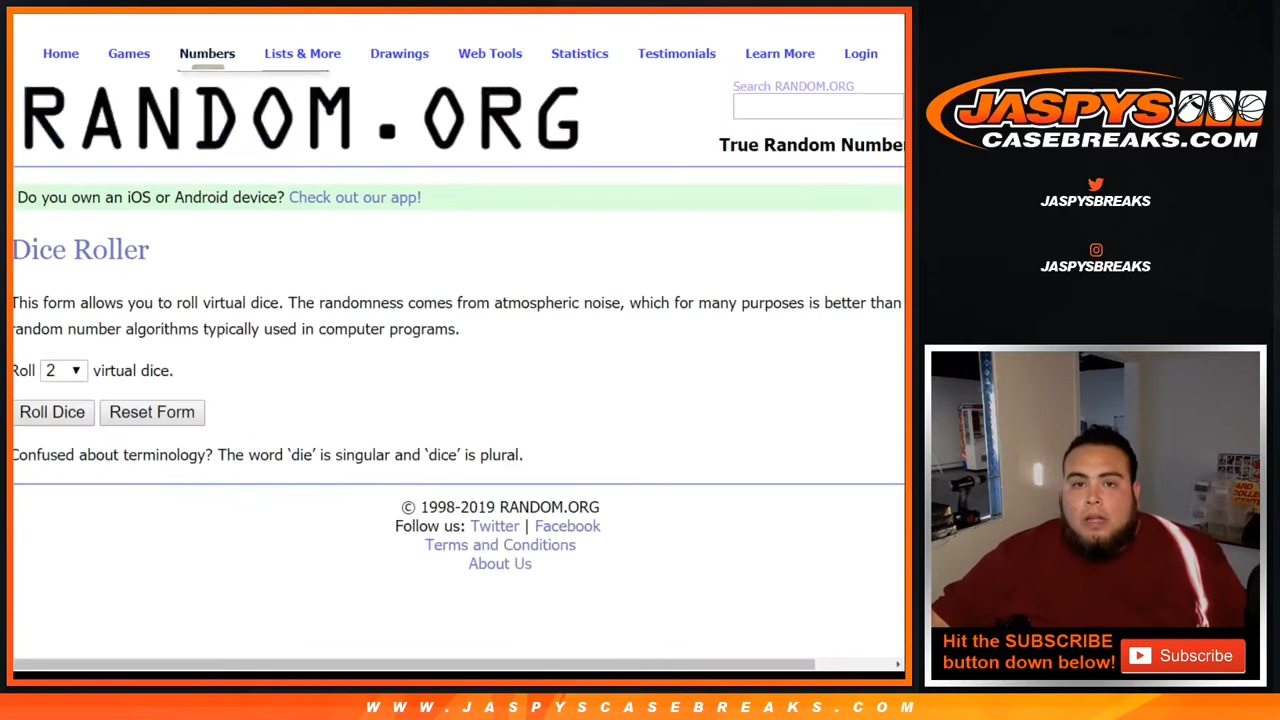 Home Games Numbers Lists & More Drawings Web Tools Statistics Testimonials Learn More Login
RANDOM.ORG
Search RANDOM.ORG
True Random Number
Do you own an iOS or Android device? Check out our app!
Dice Roller
This form allows you to roll virtual dice. The randomness comes from atmospheric noise, which for many purposes is better than
random number algorithms typically used in computer programs.
Roll 2 virtual dice.
Roll Dice Reset Form
Confused about terminology? The word ‘die’ is singular and ‘dice’ is plural.
© 1998-2019 RANDOM.ORG
Follow us: Twitter | Facebook
Terms and Conditions
About Us
JASPYS
CASEBREAKS.COM
JASPYSBREAKS
JASPYSBREAKS
Hit the SUBSCRIBE
button down below!
Subscribe
WWW.JASPYSCASEBREAKS.COM